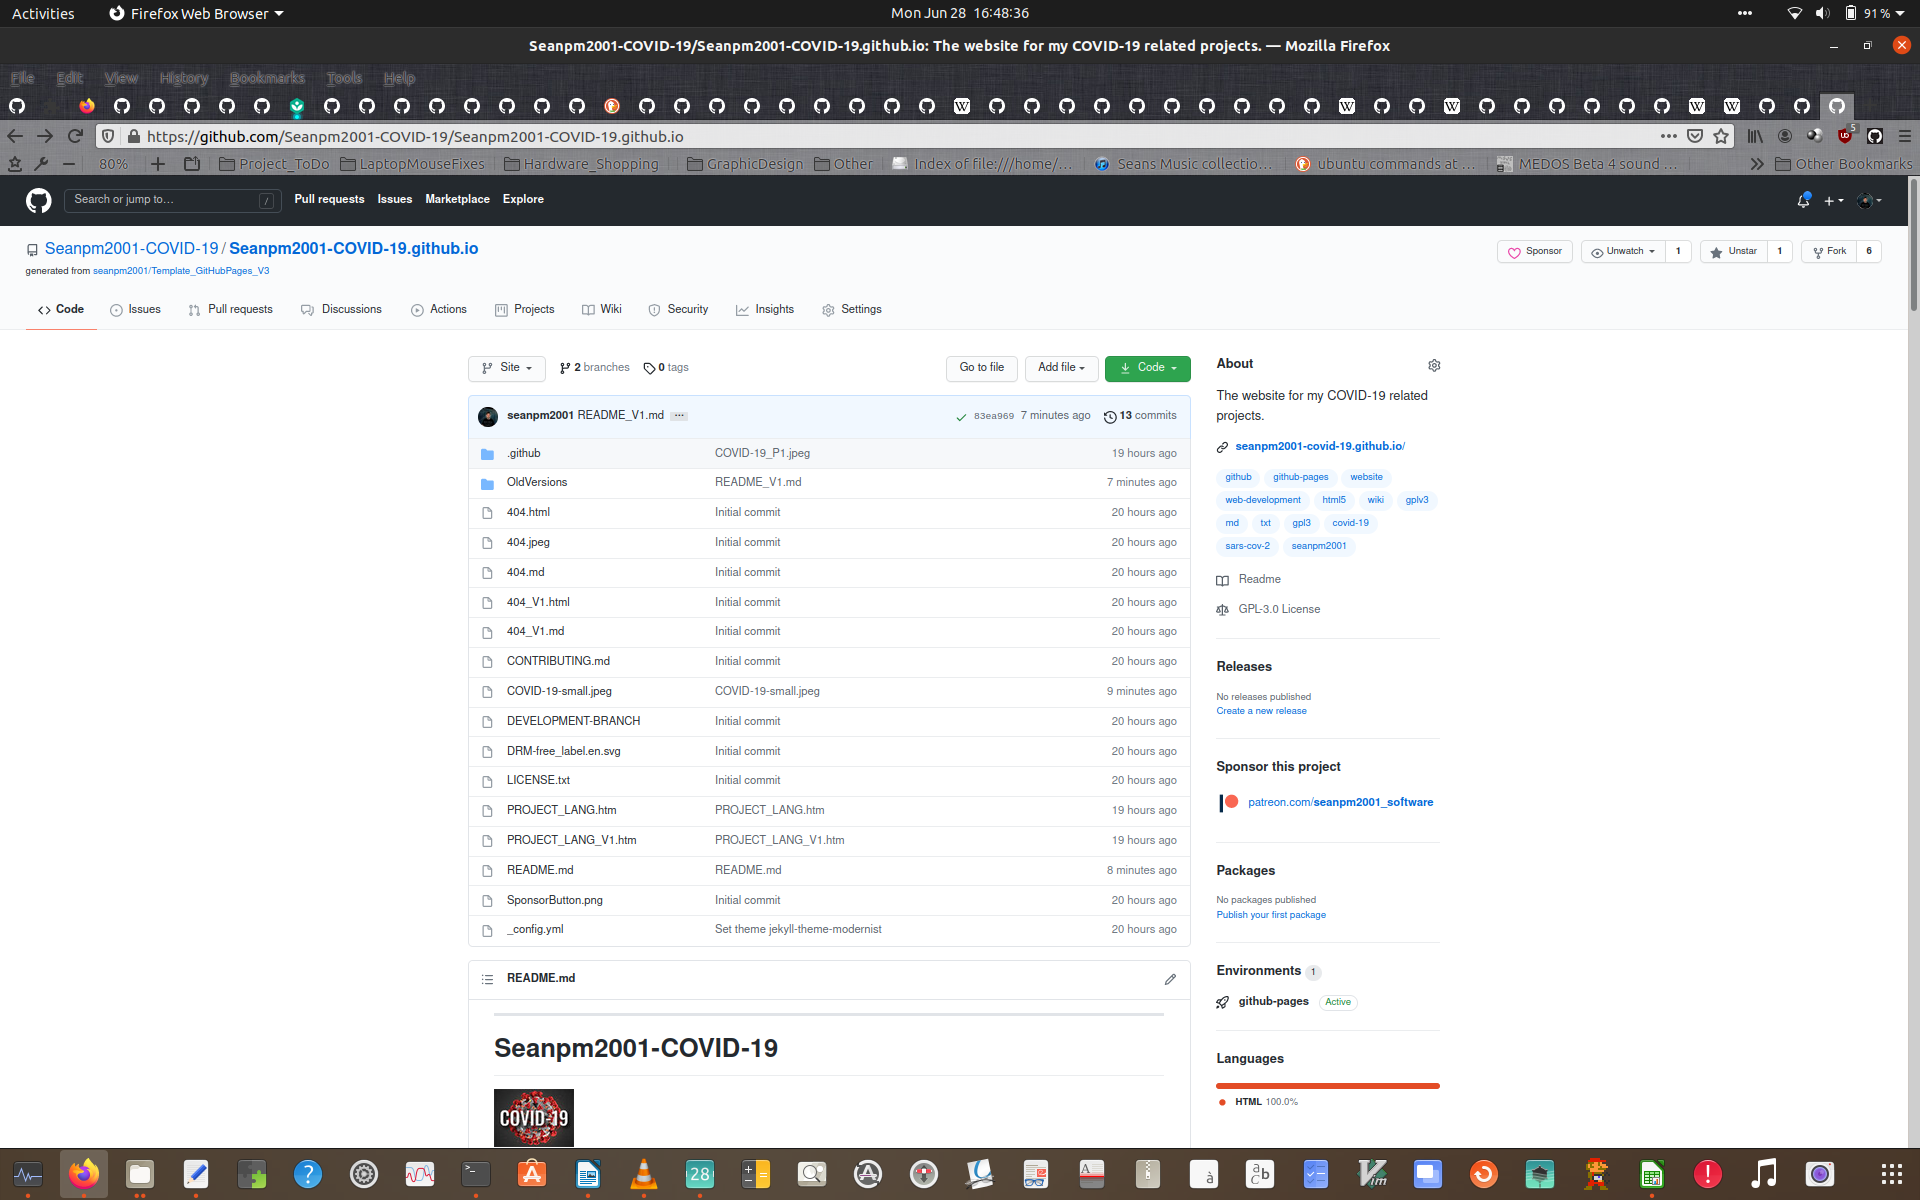 Activities Firefox Web Browser Mon Jun 28 16:48:36 91%
Seanpm2001-COVID-19/Seanpm2001-COVID-19.github.io: The website for my COVID-19 related projects. — Mozilla Firefox
File Edit View History Bookmarks Tools Help
https://github.com/Seanpm2001-COVID-19/Seanpm2001-COVID-19.github.io 5
80% Project_ToDo LaptopMouseFixes Hardware_Shopping GraphicDesign Other Index of file:///home/... Seans Music collectio... ubuntu commands at ... MEDOS Beta 4 sound ... Other Bookmarks
Search or jump to... / Pull requests Issues Marketplace Explore
Seanpm2001-COVID-19 / Seanpm2001-COVID-19.github.io Sponsor Unwatch 1 Unstar 1 Fork 6
generated from seanpm2001/Template_GitHubPages_V3
Code Issues Pull requests Discussions Actions Projects Wiki Security Insights Settings
Site 2 branches 0 tags Go to file Add file Code
seanpm2001 README_V1.md ... 83ea969 7 minutes ago 13 commits
.github COVID-19_P1.jpeg 19 hours ago
OldVersions README_V1.md 7 minutes ago
404.html Initial commit 20 hours ago
404.jpeg Initial commit 20 hours ago
404.md Initial commit 20 hours ago
404_V1.html Initial commit 20 hours ago
404_V1.md Initial commit 20 hours ago
CONTRIBUTING.md Initial commit 20 hours ago
COVID-19-small.jpeg COVID-19-small.jpeg 9 minutes ago
DEVELOPMENT-BRANCH Initial commit 20 hours ago
DRM-free_label.en.svg Initial commit 20 hours ago
LICENSE.txt Initial commit 20 hours ago
PROJECT_LANG.htm PROJECT_LANG.htm 19 hours ago
PROJECT_LANG_V1.htm PROJECT_LANG_V1.htm 19 hours ago
README.md README.md 8 minutes ago
SponsorButton.png Initial commit 20 hours ago
_config.yml Set theme jekyll-theme-modernist 20 hours ago
README.md
Seanpm2001-COVID-19
COVID-19
About
The website for my COVID-19 related
projects.
seanpm2001-covid-19.github.io/
github github-pages website
web-development html5 wiki gplv3
md txt gpl3 covid-19
sars-cov-2 seanpm2001
Readme
GPL-3.0 License
Releases
No releases published
Create a new release
Sponsor this project
patreon.com/seanpm2001_software
Packages
No packages published
Publish your first package
Environments 1
github-pages Active
Languages
HTML 100.0%
28